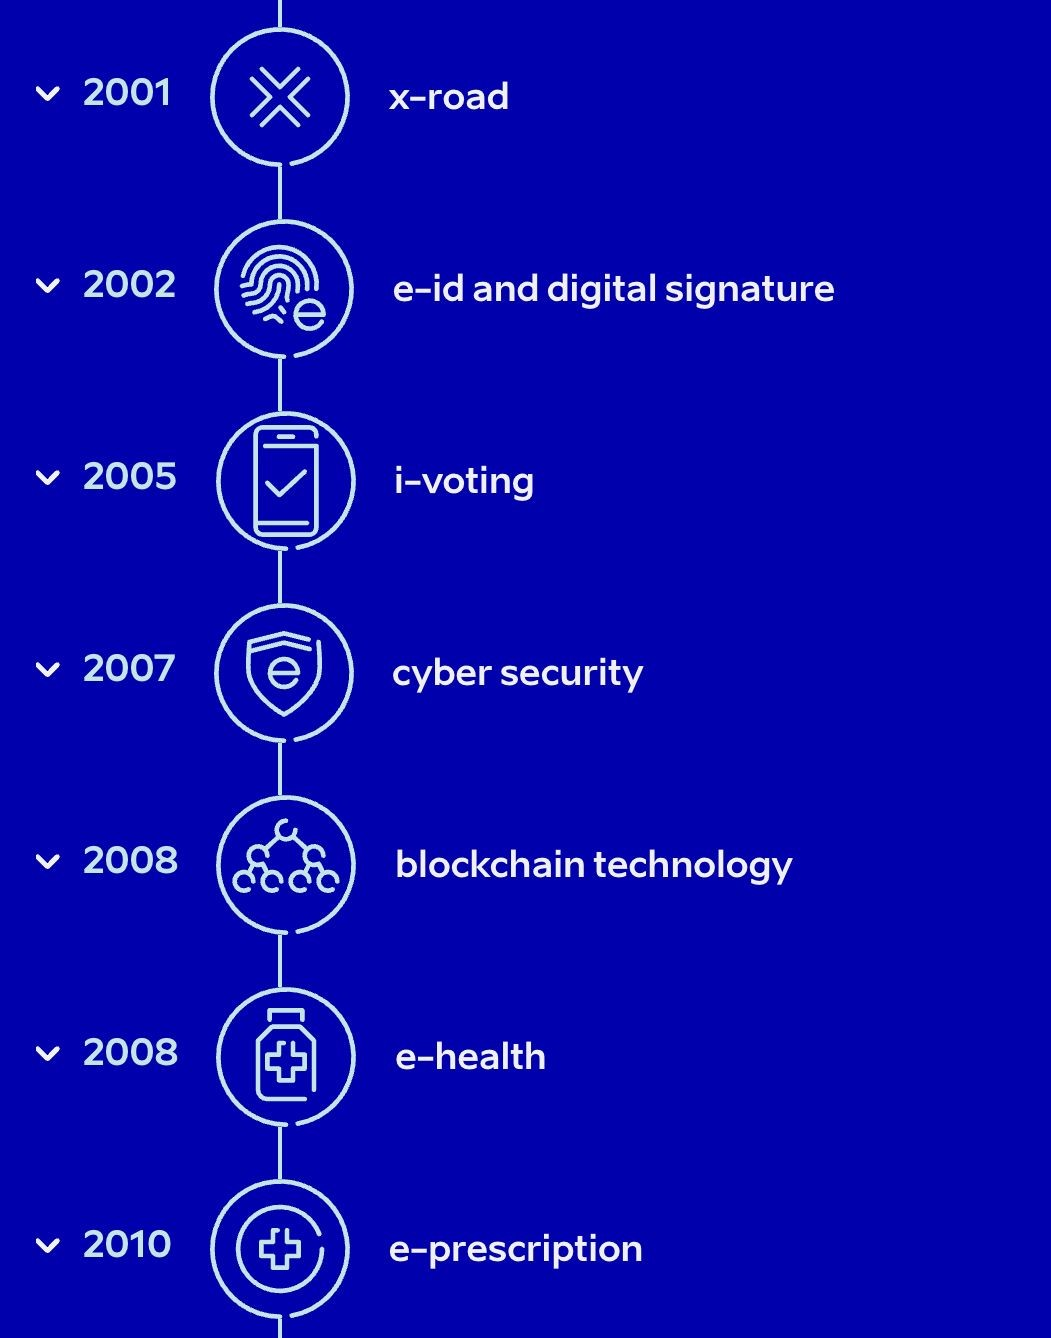 2001 x-road
2002 e-id and digital signature
2005 i-voting
2007 cyber security
2008 blockchain technology
2008 e-health
2010 e-prescription